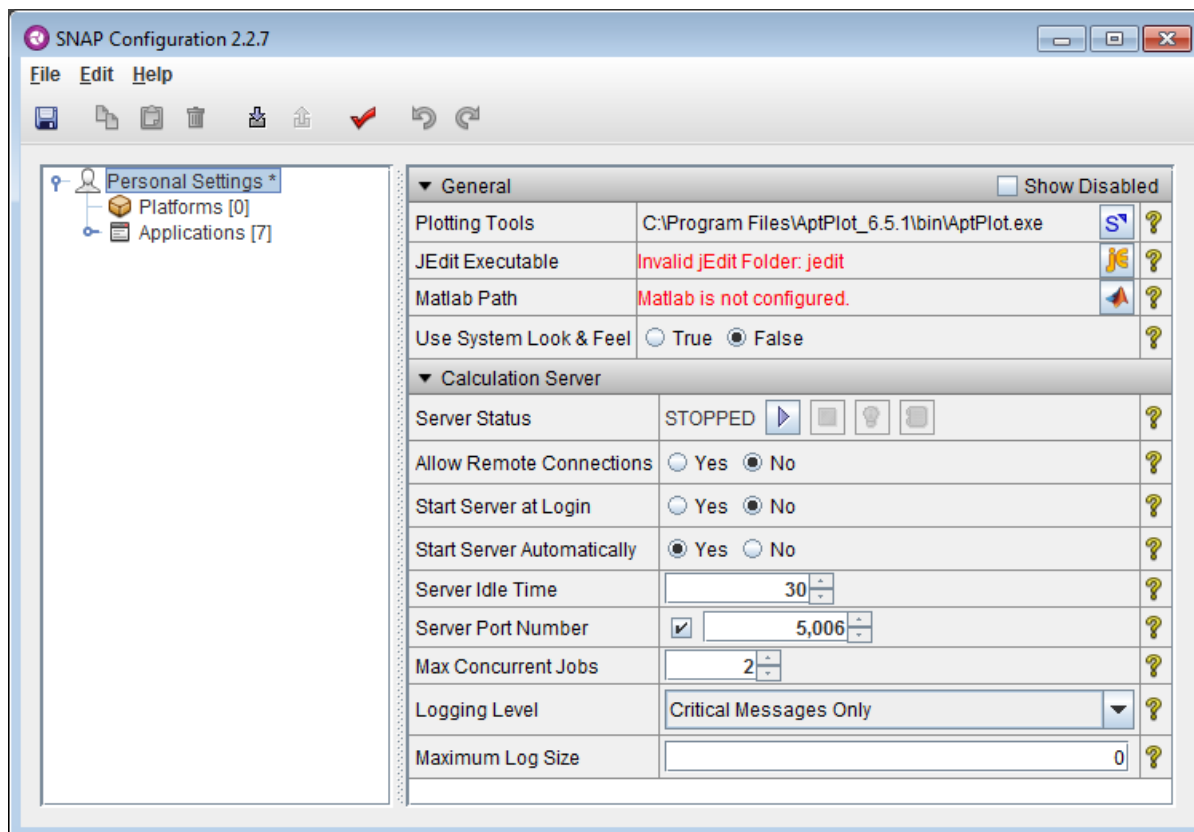 SNAP Configuration 2.2.7
File Edit Help
Personal Settings *
Platforms [0]
Applications [7]
General Show Disabled
Plotting Tools C:\Program Files\AptPlot_6.5.1\bin\AptPlot.exe
JEdit Executable Invalid jEdit Folder: jedit
Matlab Path Matlab is not configured.
Use System Look & Feel True False
Calculation Server
Server Status STOPPED
Allow Remote Connections Yes No
Start Server at Login Yes No
Start Server Automatically Yes No
Server Idle Time 30
Server Port Number 5,006
Max Concurrent Jobs 2
Logging Level Critical Messages Only
Maximum Log Size 0